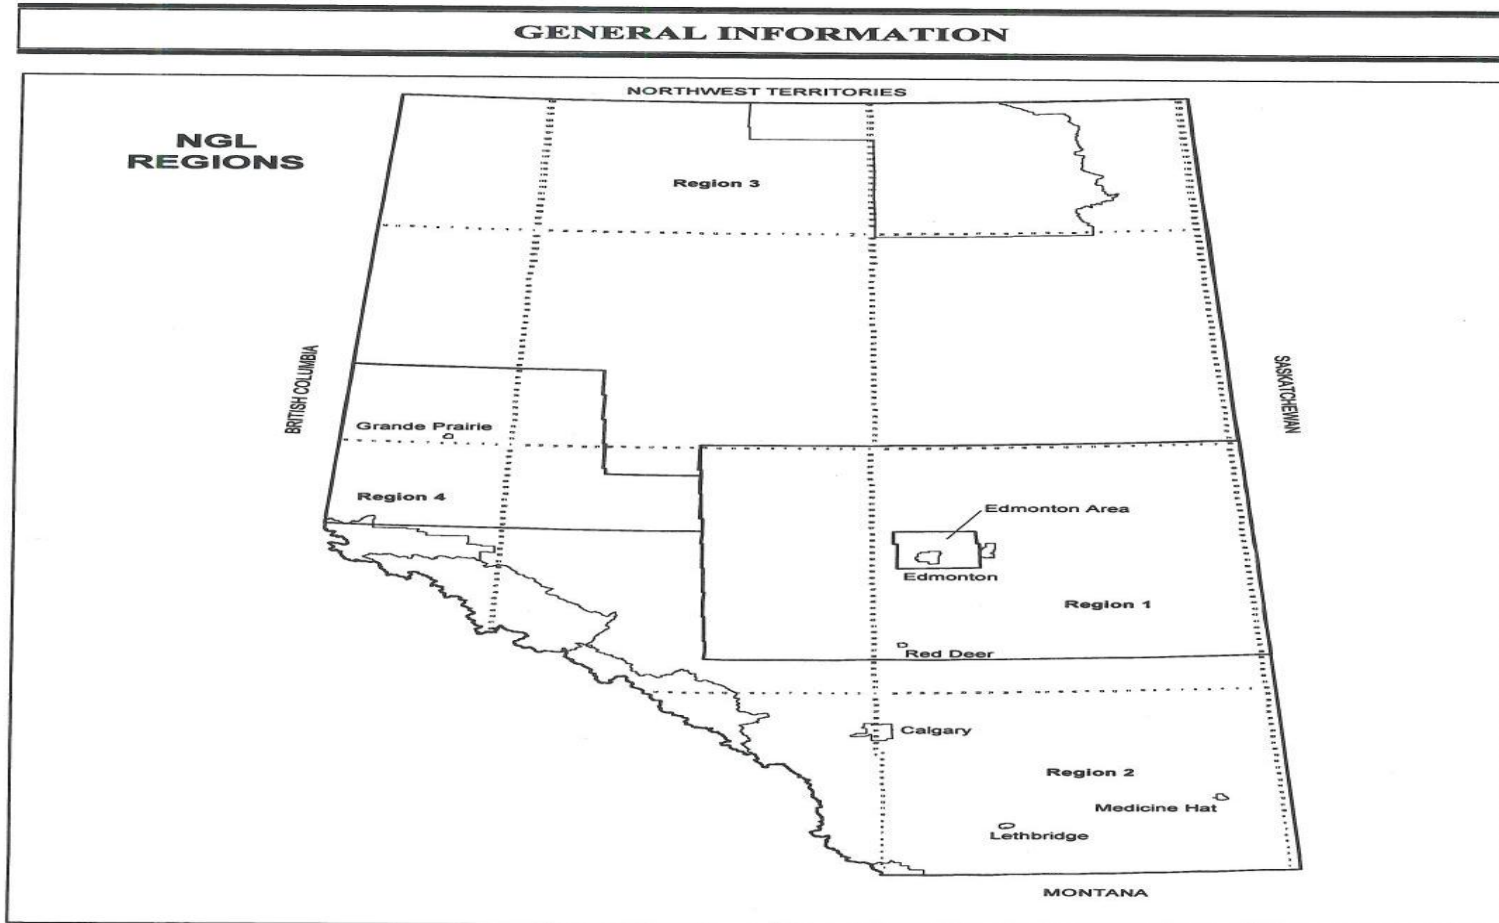 GENERAL INFORMATION
NORTHWEST TERRITORIES
NGL
REGIONS
Region 3
BRITISH COLUMBIA
SASKATCHEWAN
Grande Prairie
Region 4
Edmonton Area
Edmonton
Region 1
Red Deer
Calgary
Region 2
Medicine Hat
Lethbridge
MONTANA